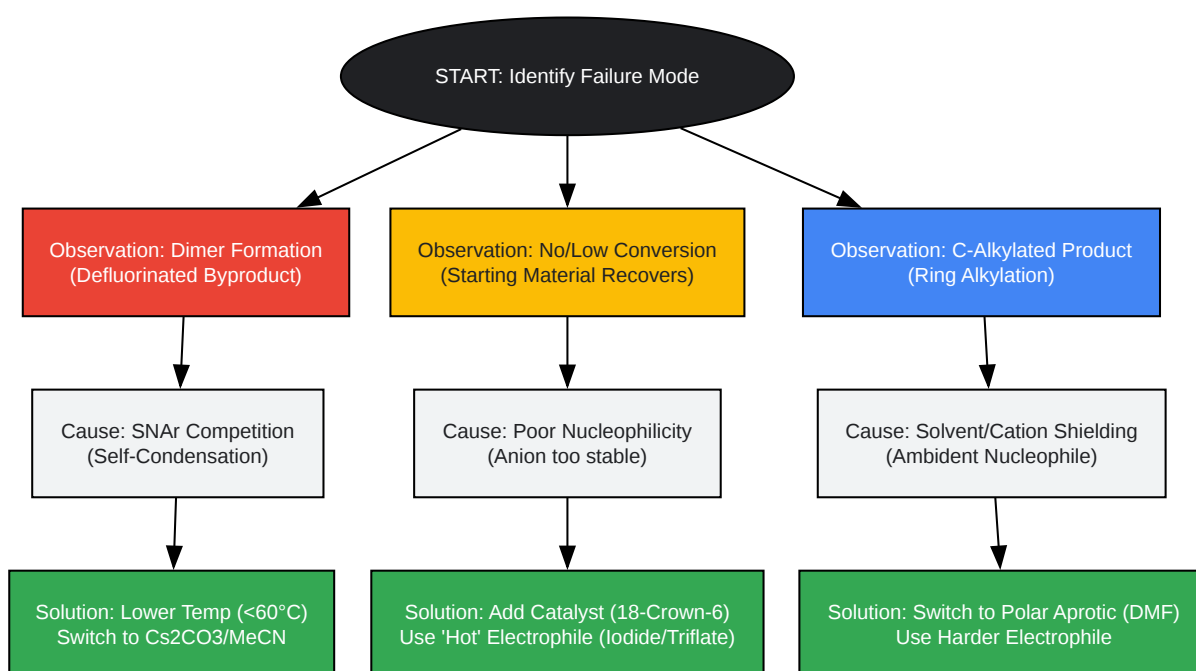 START: Identify Failure Mode
Observation: Dimer Formation
(Defluorinated Byproduct)
Observation: No/Low Conversion
(Starting Material Recovers)
Observation: C-Alkylated Product
(Ring Alkylation)
Cause: SNAr Competition
(Self-Condensation)
Cause: Poor Nucleophilicity
(Anion too stable)
Cause: Solvent/Cation Shielding
(Ambident Nucleophile)
Solution: Lower Temp (<60°C)
Switch to Cs2CO3/MeCN
Solution: Add Catalyst (18-Crown-6)
Use 'Hot' Electrophile (Iodide/Triflate)
Solution: Switch to Polar Aprotic (DMF)
Use Harder Electrophile